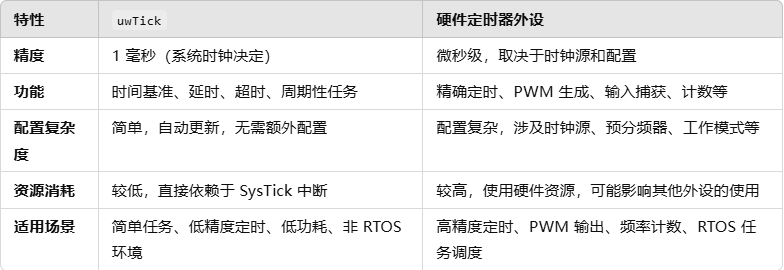 特性 uwTick 硬件定时器外设
精度 1 毫秒（系统时钟决定） 微秒级，取决于时钟源和配置
功能 时间基准、延时、超时、周期性任务 精确定时、PWM 生成、输入捕获、计数等
配置复杂度 简单，自动更新，无需额外配置 配置复杂，涉及时钟源、预分频器、工作模式等
资源消耗 较低，直接依赖于 SysTick 中断 较高，使用硬件资源，可能影响其他外设的使用
适用场景 简单任务、低精度定时、低功耗、非 RTOS
环境
高精度定时、PWM 输出、频率计数、RTOS 任
务调度